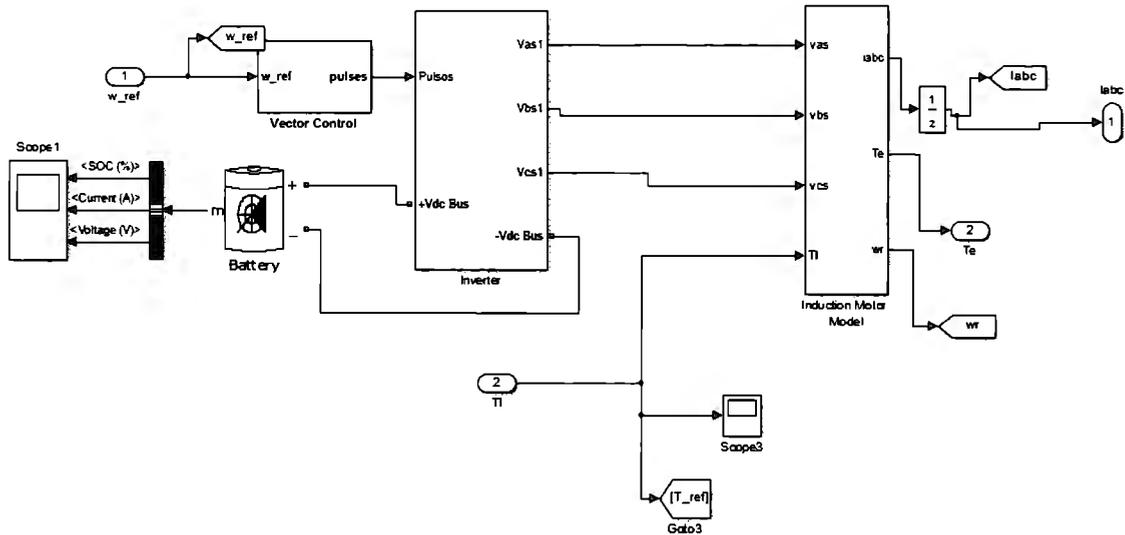 w_ref
1
w_ref
w_ref
pulses
Vector Control
Pulsos
Vas1
Vbs1
Vcs1
+Vdc Bus
-Vdc Bus
Inverter
Scope1
<SOC (%)>
<Current (A)>
<Voltage (V)>
m
+
−
Battery
vas
vbs
vcs
Tl
iabc
Te
wr
Induction Motor
Model
1
z
Iabc
Iabc
1
2
Te
wr
2
Tl
Scope3
[T_ref]
Goto3